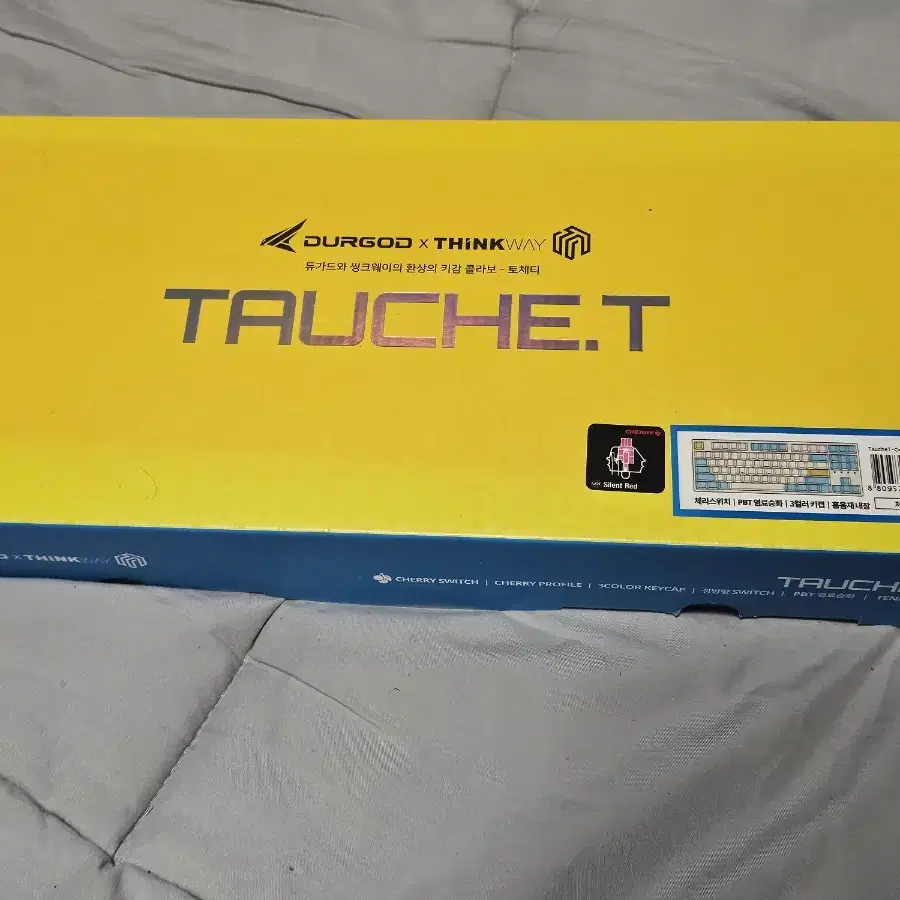 DURGOD x THINKWAY
듀가드와 씽크웨이의 환상의 키감 콜라보 - 토체티
TAUCHE.T
CHERRY
MX Silent Red
체리스위치 | PBT 염료승화 | 3컬러 키캡 | 흡음재 내장
x THINKWAY
CHERRY SWITCH | CHERRY PROFILE | 3COLOR KEYCAP | 쌍방향 SWITCH | PBT 염료승화 |